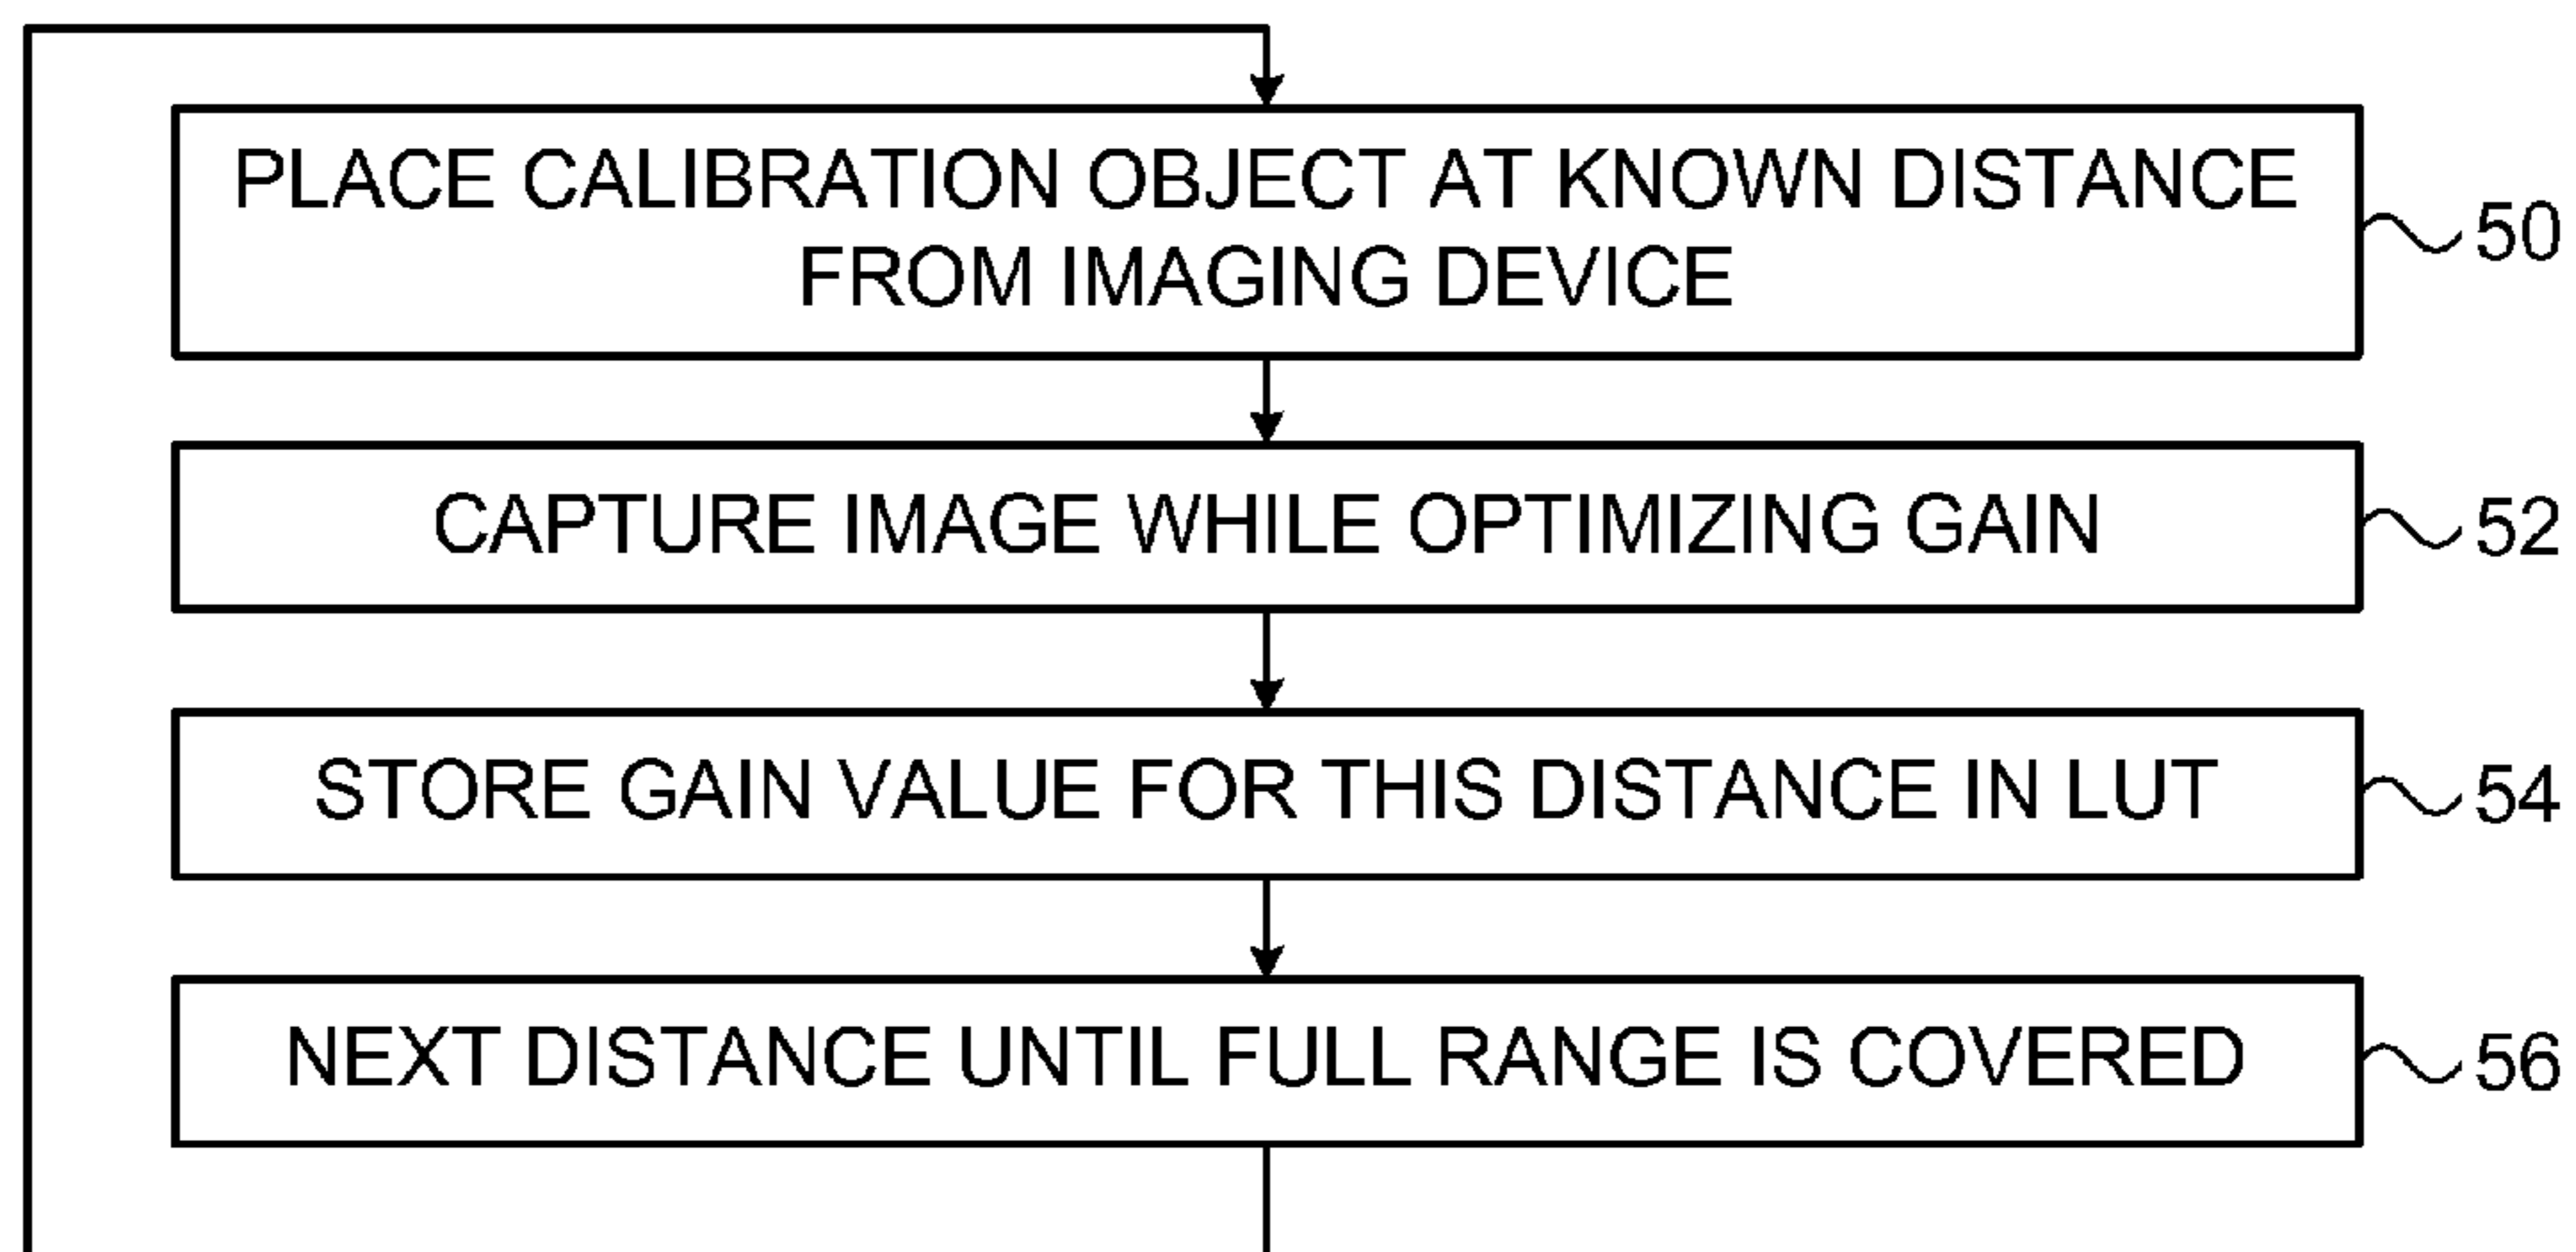 PLACE CALIBRATION OBJECT AT KNOWN DISTANCE
FROM IMAGING DEVICE
50
CAPTURE IMAGE WHILE OPTIMIZING GAIN
52
STORE GAIN VALUE FOR THIS DISTANCE IN LUT
54
NEXT DISTANCE UNTIL FULL RANGE IS COVERED
56